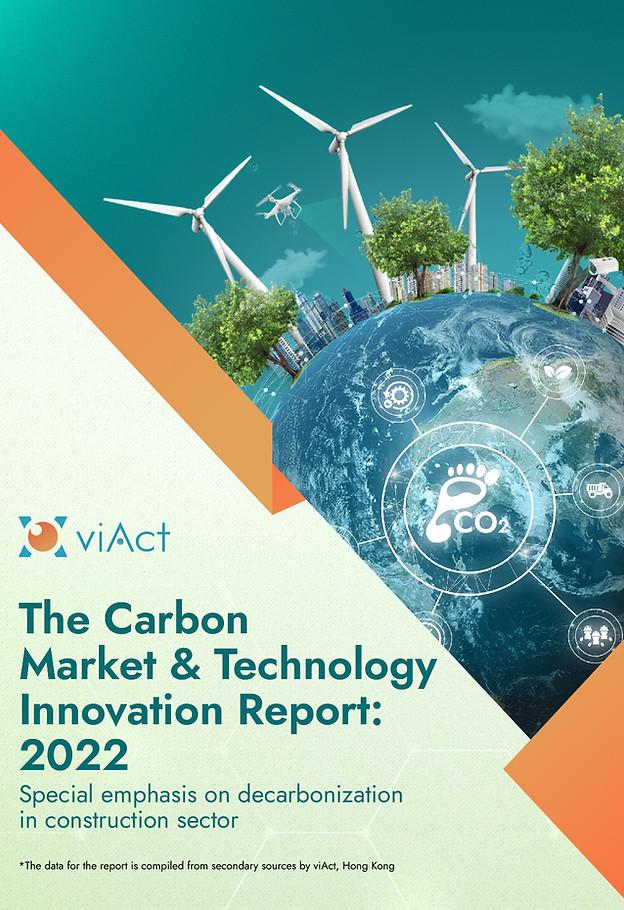 CO₂
viAct
The Carbon
Market & Technology
Innovation Report:
2022
Special emphasis on decarbonization
in construction sector
*The data for the report is compiled from secondary sources by viAct, Hong Kong